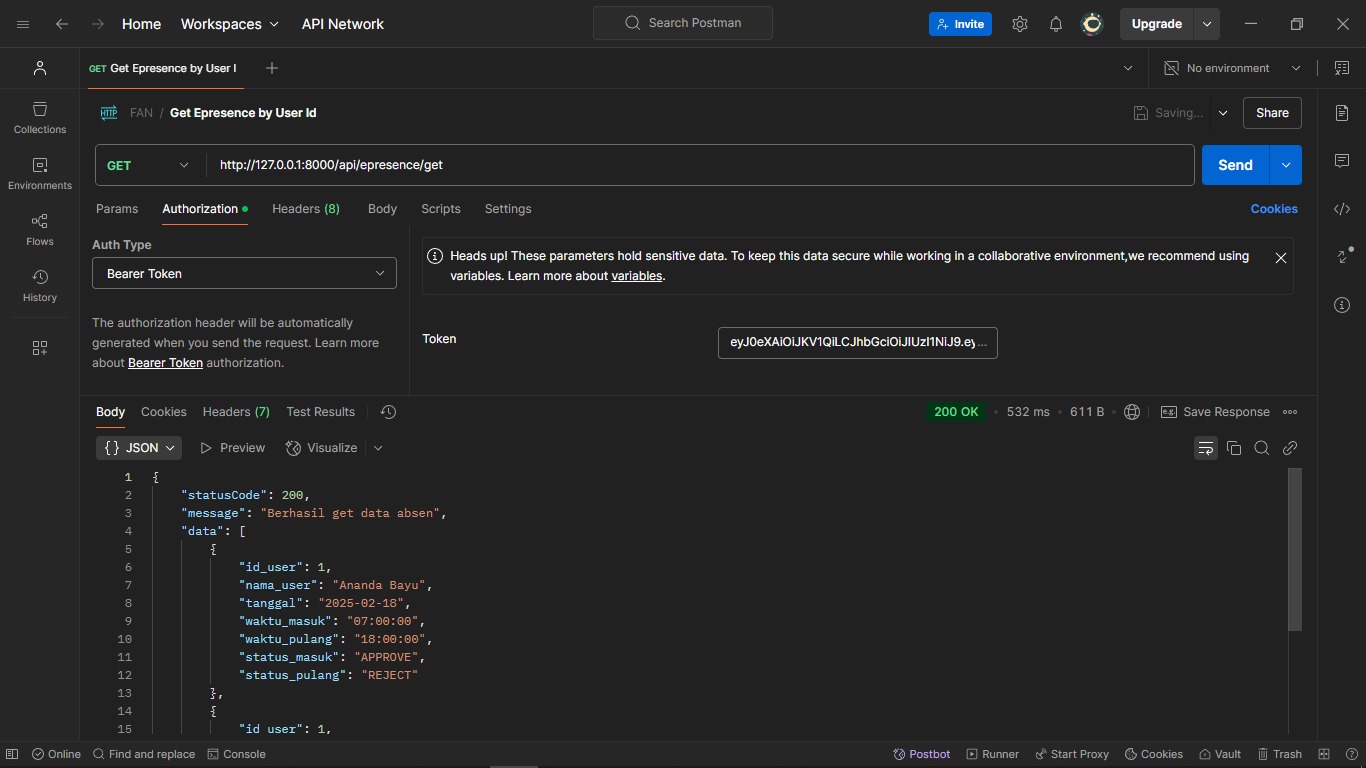 Home Workspaces API Network Search Postman Invite Upgrade
GET Get Epresence by User I No environment
Collections
Environments
Flows
History
HTTP FAN / Get Epresence by User Id Saving... Share
GET http://127.0.0.1:8000/api/epresence/get Send
Params Authorization Headers (8) Body Scripts Settings Cookies
Auth Type
Bearer Token
The authorization header will be automatically
generated when you send the request. Learn more
about Bearer Token authorization.
Heads up! These parameters hold sensitive data. To keep this data secure while working in a collaborative environment,we recommend using
variables. Learn more about variables.
Token eyJ0eXAiOiJKV1QiLCJhbGciOiJIUzI1NiJ9.ey...
Body Cookies Headers (7) Test Results 200 OK • 532 ms • 611 B Save Response
{} JSON Preview Visualize
1 {
2 "statusCode": 200,
3 "message": "Berhasil get data absen",
4 "data": [
5 {
6 "id_user": 1,
7 "nama_user": "Ananda Bayu",
8 "tanggal": "2025-02-18",
9 "waktu_masuk": "07:00:00",
10 "waktu_pulang": "18:00:00",
11 "status_masuk": "APPROVE",
12 "status_pulang": "REJECT"
13 },
14 {
15 "id user": 1,
Online Find and replace Console Postbot Runner Start Proxy Cookies Vault Trash